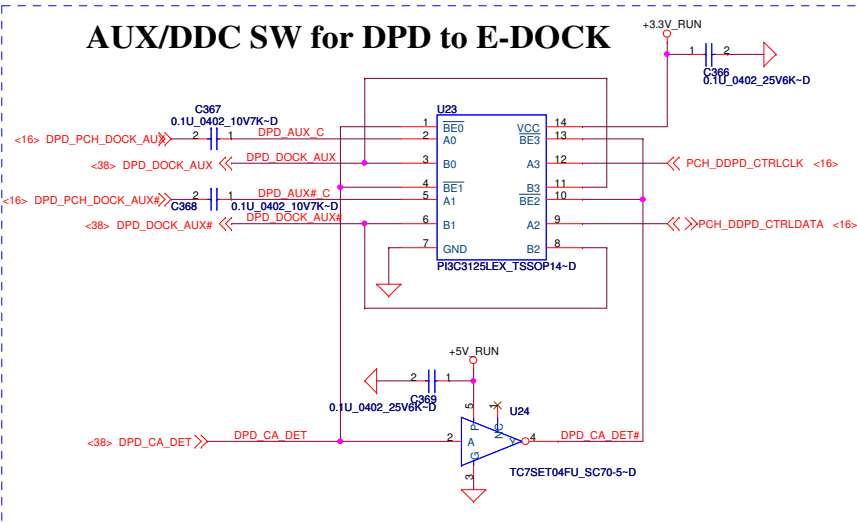 AUX/DDC SW for DPD to E-DOCK
+3.3V_RUN
1 2
C366
0.1U_0402_25V6K~D
C367
0.1U_0402_10V7K~D
U23
<16> DPD_PCH_DOCK_AUX 2 1 DPD_AUX_C
<38> DPD_DOCK_AUX DPD_DOCK_AUX
<16> DPD_PCH_DOCK_AUX# 2 1 DPD_AUX#_C
C368 0.1U_0402_10V7K~D
<38> DPD_DOCK_AUX# DPD_DOCK_AUX#
1 BE0 VCC 14
2 A0 BE3 13
3 B0 A3 12 PCH_DDPD_CTRLCLK <16>
4 BE1 B3 11
5 A1 BE2 10
6 B1 A2 9 PCH_DDPD_CTRLDATA <16>
7 GND B2 8
PI3C3125LEX_TSSOP14~D
+5V_RUN
2 1
C369
0.1U_0402_25V6K~D
5 P 1 NC
U24
<38> DPD_CA_DET DPD_CA_DET 2 A Y 4 DPD_CA_DET#
3 G
TC7SET04FU_SC70-5~D